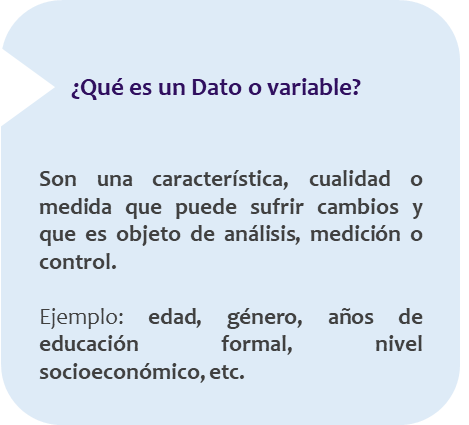 ¿Qué es un Dato o variable?
Son una característica, cualidad o
medida que puede sufrir cambios y
que es objeto de análisis, medición o
control.
Ejemplo: edad, género, años de
educación formal, nivel
socioeconómico, etc.